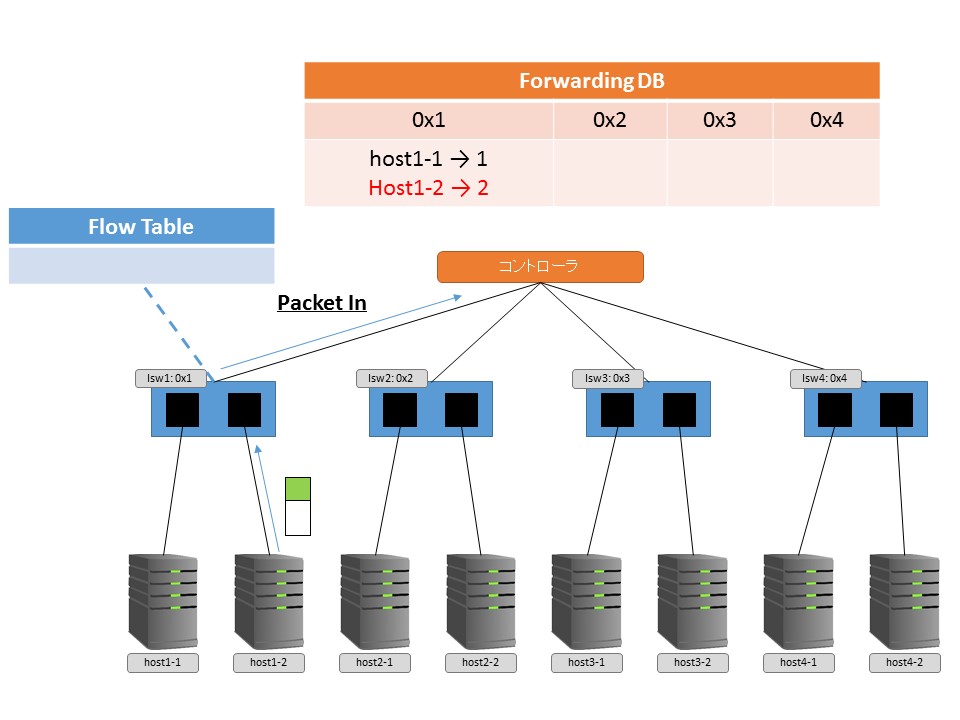 Forwarding DB
0x1 0x2 0x3 0x4
host1-1 → 1
Host1-2 → 2
Flow Table
コントローラ
Packet In
lsw1: 0x1 lsw2: 0x2 lsw3: 0x3 lsw4: 0x4
host1-1 host1-2 host2-1 host2-2 host3-1 host3-2 host4-1 host4-2